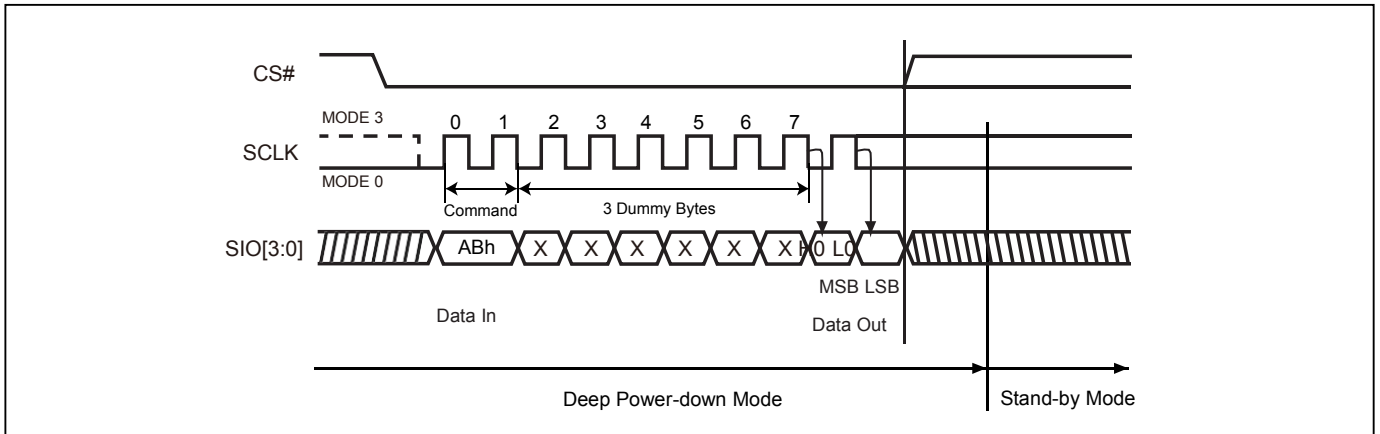 CS#
MODE 3
0 1 2 3 4 5 6 7
SCLK
MODE 0
Command
3 Dummy Bytes
SIO[3:0]
ABh X X X X X X H0 L0
MSB LSB
Data In
Data Out
Deep Power-down Mode
Stand-by Mode